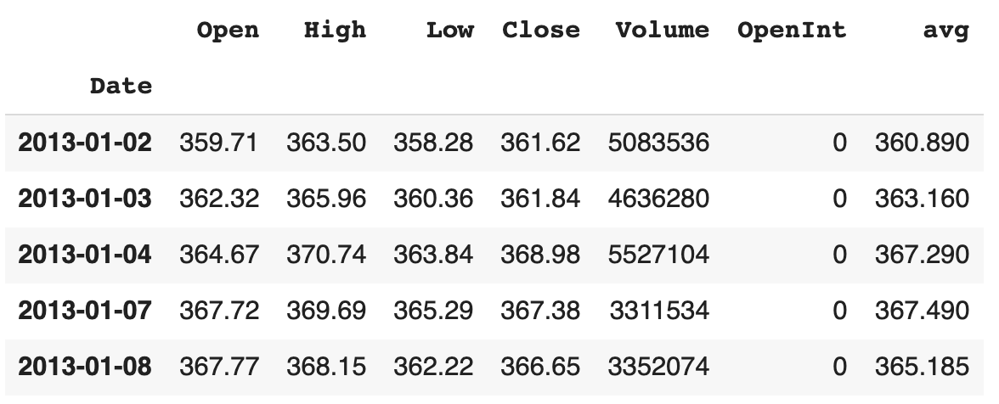 Open High Low Close Volume OpenInt avg
Date
2013-01-02 359.71 363.50 358.28 361.62 5083536 0 360.890
2013-01-03 362.32 365.96 360.36 361.84 4636280 0 363.160
2013-01-04 364.67 370.74 363.84 368.98 5527104 0 367.290
2013-01-07 367.72 369.69 365.29 367.38 3311534 0 367.490
2013-01-08 367.77 368.15 362.22 366.65 3352074 0 365.185